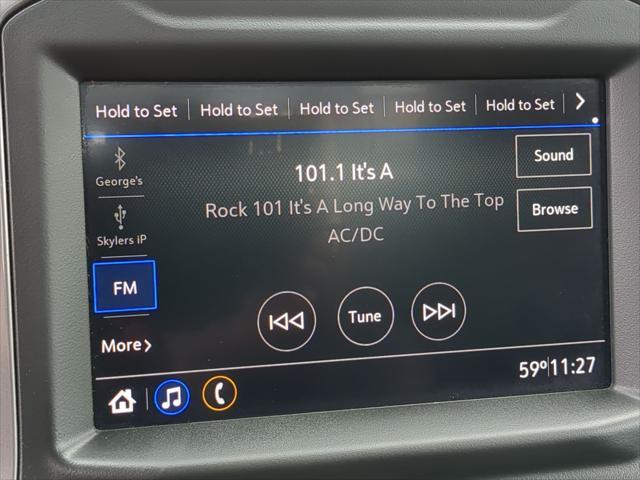 Hold to Set Hold to Set Hold to Set Hold to Set Hold to Set
George's
Skylers iP
FM
More
101.1 It's A
Rock 101 It's A Long Way To The Top
AC/DC
Sound
Browse
Tune
59º 11:27